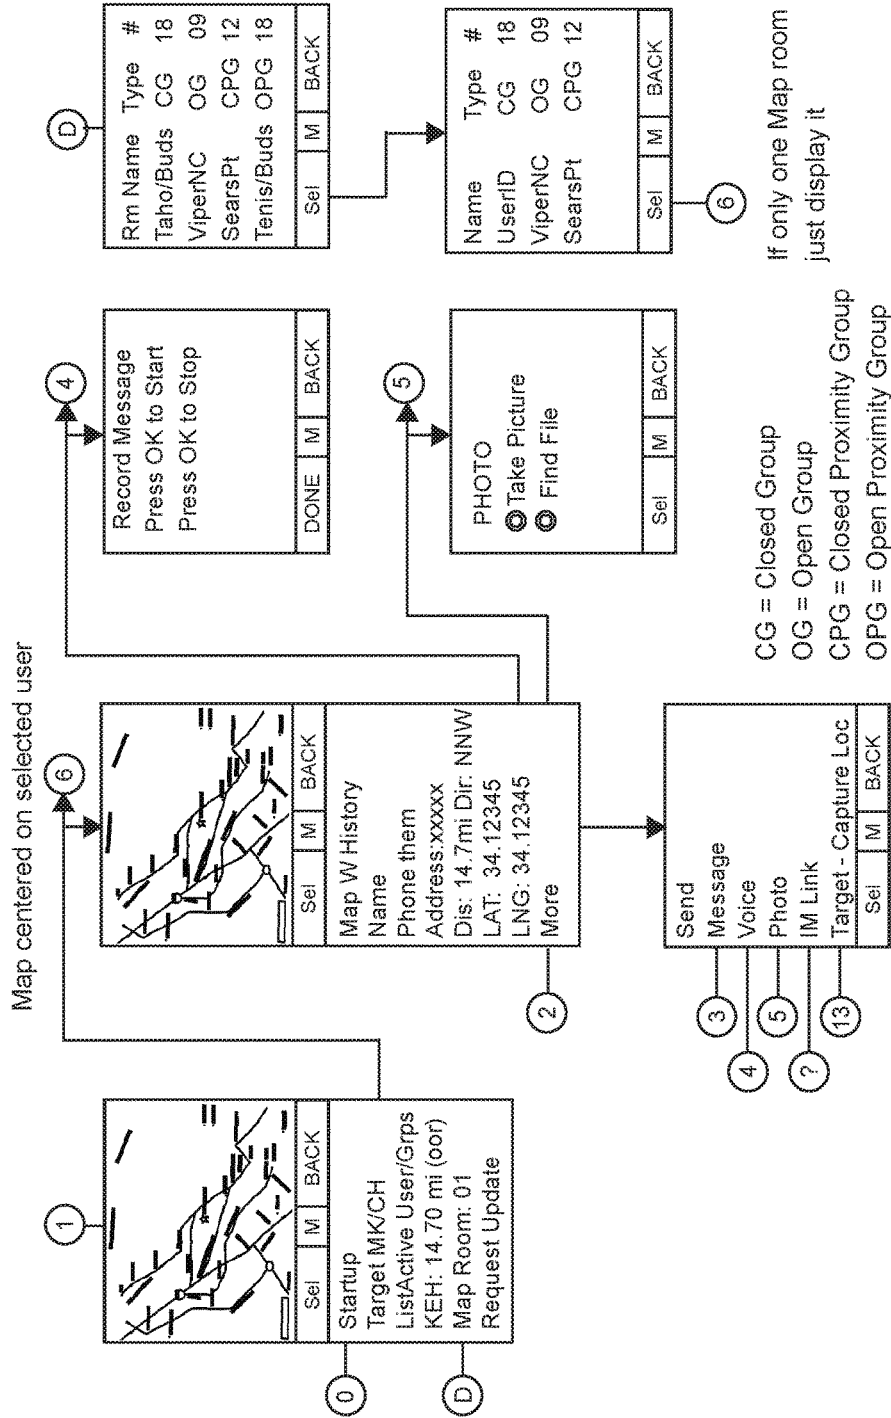 Map centered on selected user
1
Sel M BACK
Startup
Target MK/CH
ListActive User/Grps
KEH: 14.70 mi (oor)
Map Room: 01
Request Update
0
D
6
Sel M BACK
Map W History
Name
Phone them
Address:xxxxx
Dis: 14.7mi Dir: NNW
LAT: 34.12345
LNG: 34.12345
More
2
Send
Message
Voice
Photo
IM Link
Target - Capture Loc
Sel M BACK
3
4
5
?
13
4
Record Message
Press OK to Start
Press OK to Stop
DONE M BACK
5
PHOTO
Take Picture
Find File
Sel M BACK
D
Rm Name Type #
Taho/Buds CG 18
ViperNC OG 09
SearsPt CPG 12
Tenis/Buds OPG 18
Sel M BACK
Name Type #
UserID CG 18
ViperNC OG 09
SearsPt CPG 12
Sel M BACK
6
If only one Map room
just display it
CG = Closed Group
OG = Open Group
CPG = Closed Proximity Group
OPG = Open Proximity Group